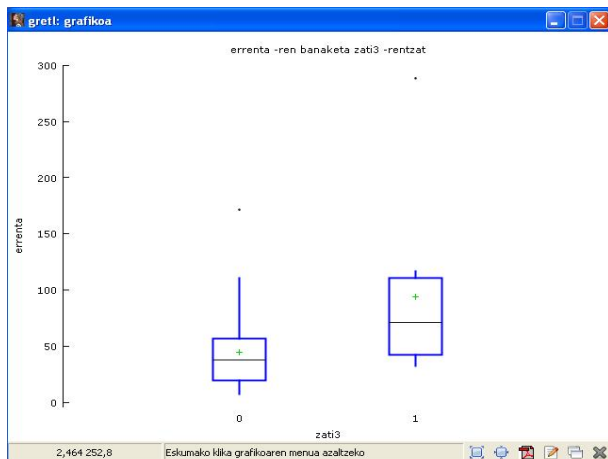 gretl: grafikoa
errenta -ren banaketa zati3 -rentzat
300
250
200
150
100
50
0
errenta
0 1
zati3
2,464 252,8 Eskumako klika grafikoaren menua azaltzeko